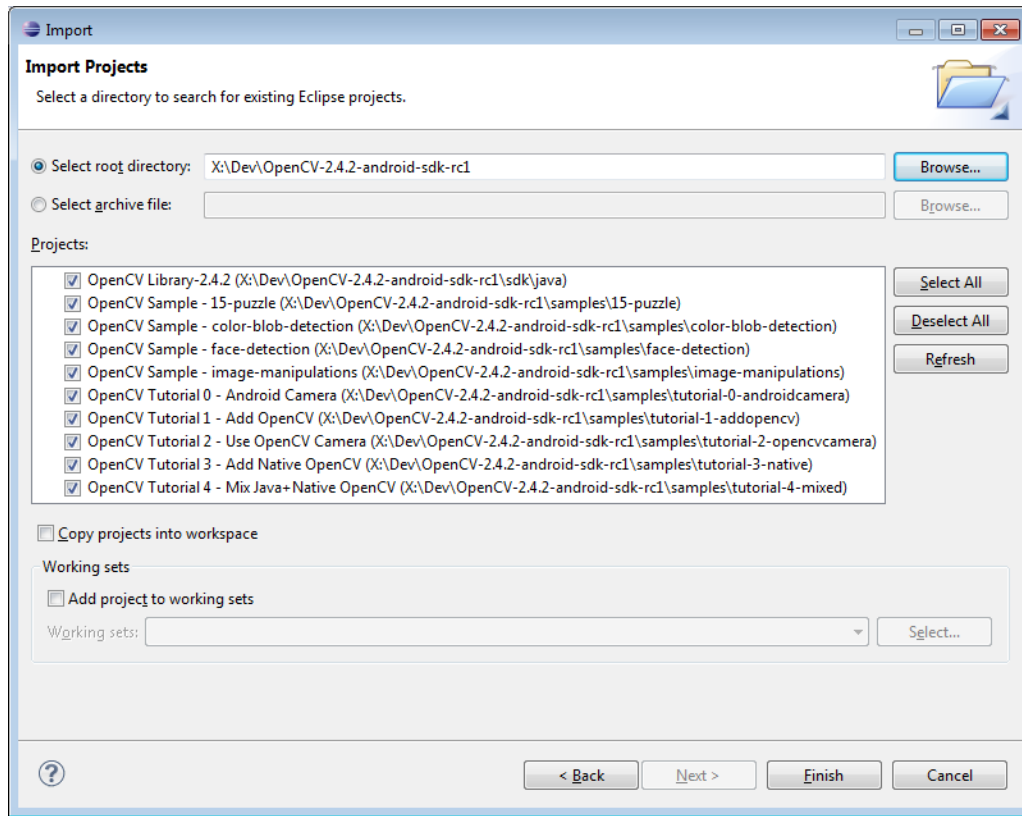 Import
Import Projects
Select a directory to search for existing Eclipse projects.
Select root directory: X:\Dev\OpenCV-2.4.2-android-sdk-rc1 Browse...
Select archive file: Browse...
Projects:
OpenCV Library-2.4.2 (X:\Dev\OpenCV-2.4.2-android-sdk-rc1\sdk\java) Select All
OpenCV Sample - 15-puzzle (X:\Dev\OpenCV-2.4.2-android-sdk-rc1\samples\15-puzzle)
OpenCV Sample - color-blob-detection (X:\Dev\OpenCV-2.4.2-android-sdk-rc1\samples\color-blob-detection) Deselect All
OpenCV Sample - face-detection (X:\Dev\OpenCV-2.4.2-android-sdk-rc1\samples\face-detection) Refresh
OpenCV Sample - image-manipulations (X:\Dev\OpenCV-2.4.2-android-sdk-rc1\samples\image-manipulations)
OpenCV Tutorial 0 - Android Camera (X:\Dev\OpenCV-2.4.2-android-sdk-rc1\samples\tutorial-0-androidcamera)
OpenCV Tutorial 1 - Add OpenCV (X:\Dev\OpenCV-2.4.2-android-sdk-rc1\samples\tutorial-1-addopencv)
OpenCV Tutorial 2 - Use OpenCV Camera (X:\Dev\OpenCV-2.4.2-android-sdk-rc1\samples\tutorial-2-opencvcamera)
OpenCV Tutorial 3 - Add Native OpenCV (X:\Dev\OpenCV-2.4.2-android-sdk-rc1\samples\tutorial-3-native)
OpenCV Tutorial 4 - Mix Java+Native OpenCV (X:\Dev\OpenCV-2.4.2-android-sdk-rc1\samples\tutorial-4-mixed)
Copy projects into workspace
Working sets
Add project to working sets
Working sets: Select...
? < Back Next > Finish Cancel